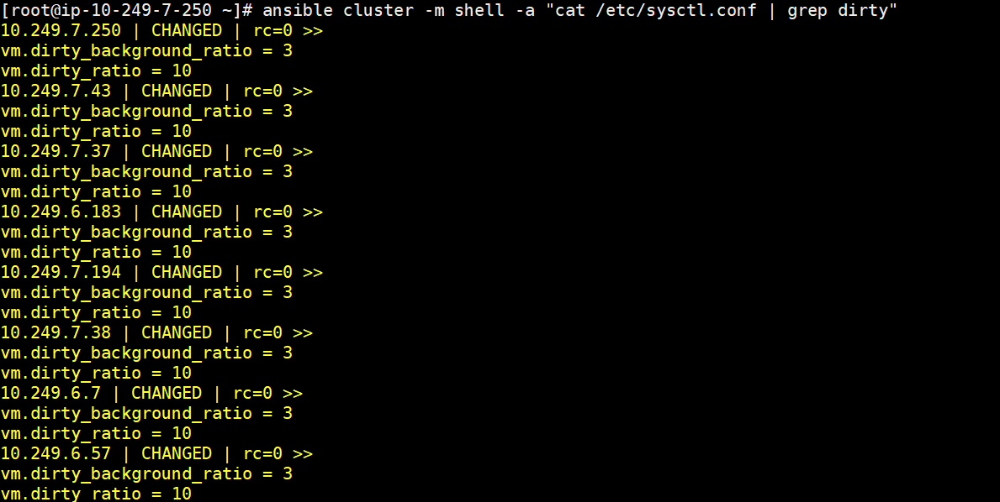 [root@ip-10-249-7-250 ~]# ansible cluster -m shell -a "cat /etc/sysctl.conf | grep dirty"
10.249.7.250 | CHANGED | rc=0 >>
vm.dirty_background_ratio = 3
vm.dirty_ratio = 10
10.249.7.43 | CHANGED | rc=0 >>
vm.dirty_background_ratio = 3
vm.dirty_ratio = 10
10.249.7.37 | CHANGED | rc=0 >>
vm.dirty_background_ratio = 3
vm.dirty_ratio = 10
10.249.6.183 | CHANGED | rc=0 >>
vm.dirty_background_ratio = 3
vm.dirty_ratio = 10
10.249.7.194 | CHANGED | rc=0 >>
vm.dirty_background_ratio = 3
vm.dirty_ratio = 10
10.249.7.38 | CHANGED | rc=0 >>
vm.dirty_background_ratio = 3
vm.dirty_ratio = 10
10.249.6.7 | CHANGED | rc=0 >>
vm.dirty_background_ratio = 3
vm.dirty_ratio = 10
10.249.6.57 | CHANGED | rc=0 >>
vm.dirty_background_ratio = 3
vm.dirty_ratio = 10